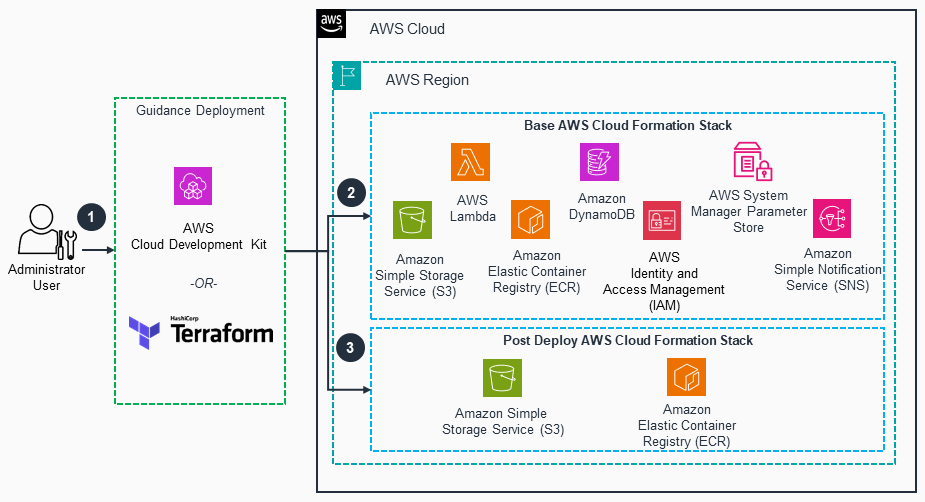 aws
AWS Cloud
AWS Region
Guidance Deployment
1
Administrator
User
AWS
Cloud Development Kit
-OR-
HashiCorp
Terraform
2
Base AWS Cloud Formation Stack
AWS
Lambda
Amazon
DynamoDB
AWS System
Manager Parameter
Store
Amazon
Simple Storage
Service (S3)
Amazon
Elastic Container
Registry (ECR)
AWS
Identity and
Access Management
(IAM)
Amazon
Simple Notification
Service (SNS)
3
Post Deploy AWS Cloud Formation Stack
Amazon Simple
Storage Service (S3)
Amazon
Elastic Container
Registry (ECR)